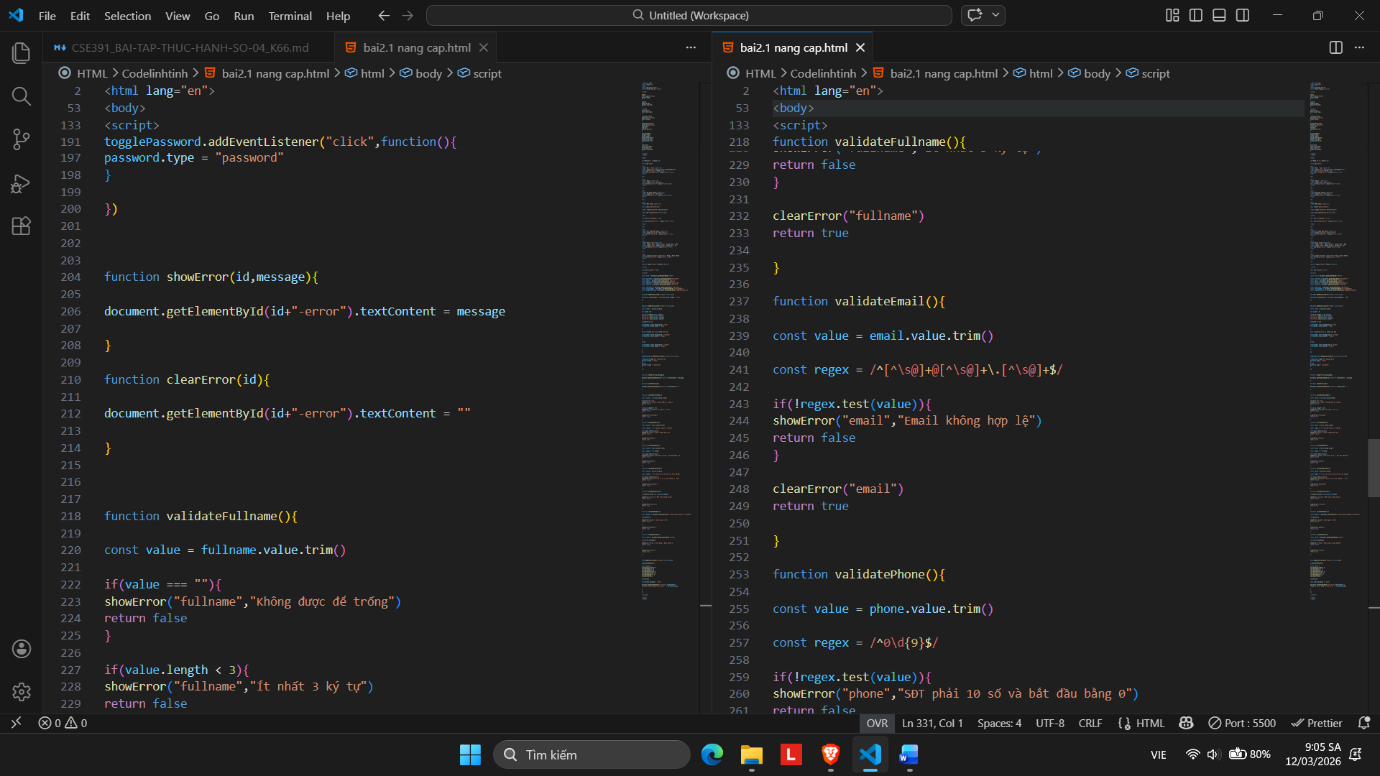 File Edit Selection View Go Run Terminal Help
Untitled (Workspace)
CSE391_BAI-TAP-THUC-HANH-SO-04_K66.md
bai2.1 nang cap.html
HTML > Codelinhtinh > bai2.1 nang cap.html > html > body > script
2 <html lang="en">
53 <body>
133 <script>
191 togglePassword.addEventListener("click",function(){
197 password.type = "password"
198 }
199
200 })
201
202
203
204 function showError(id,message){
205
206 document.getElementById(id+"-error").textContent = message
207
208 }
209
210 function clearError(id){
211
212 document.getElementById(id+"-error").textContent = ""
213
214 }
215
216
217
218 function validateFullname(){
219
220 const value = fullname.value.trim()
221
222 if(value === ""){
223 showError("fullname","Không được để trống")
224 return false
225 }
226
227 if(value.length < 3){
228 showError("fullname","Ít nhất 3 ký tự")
229 return false
bai2.1 nang cap.html
HTML > Codelinhtinh > bai2.1 nang cap.html > html > body > script
2 <html lang="en">
53 <body>
133 <script>
218 function validateFullname(){
229 return false
230 }
231
232 clearError("fullname")
233 return true
234
235 }
236
237 function validateEmail(){
238
239 const value = email.value.trim()
240
241 const regex = /^[^\s@]+@[^\s@]+\.[^\s@]+$/
242
243 if(!regex.test(value)){
244 showError("email","Email không hợp lệ")
245 return false
246 }
247
248 clearError("email")
249 return true
250
251 }
252
253 function validatePhone(){
254
255 const value = phone.value.trim()
256
257 const regex = /^0\d{9}$/
258
259 if(!regex.test(value)){
260 showError("phone","SĐT phải 10 số và bắt đầu bằng 0")
261 return false
0 0
OVR Ln 331, Col 1 Spaces: 4 UTF-8 CRLF HTML Port : 5500 Prettier
Tìm kiếm
L
VIE
80%
9:05 SA
12/03/2026